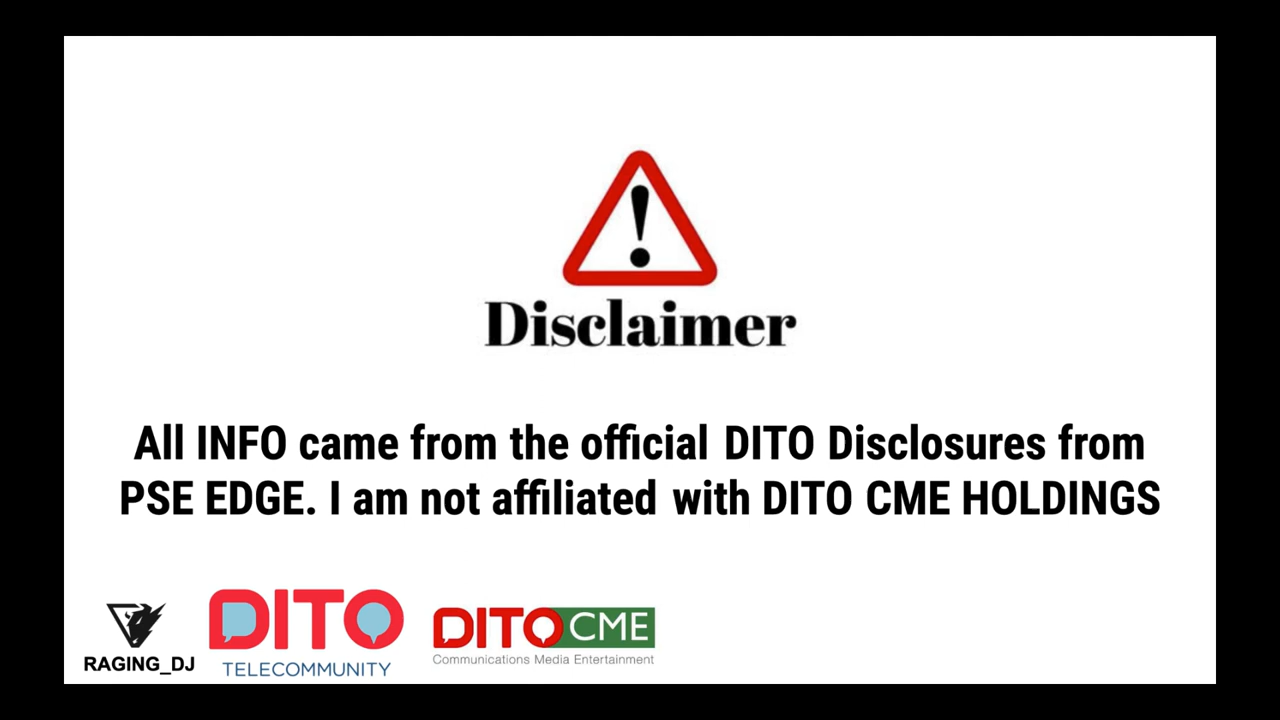 Disclaimer
All INFO came from the official DITO Disclosures from
PSE EDGE. I am not affiliated with DITO CME HOLDINGS
RAGING_DJ
DITO
TELECOMMUNITY
DITO CME
Communications Media Entertainment